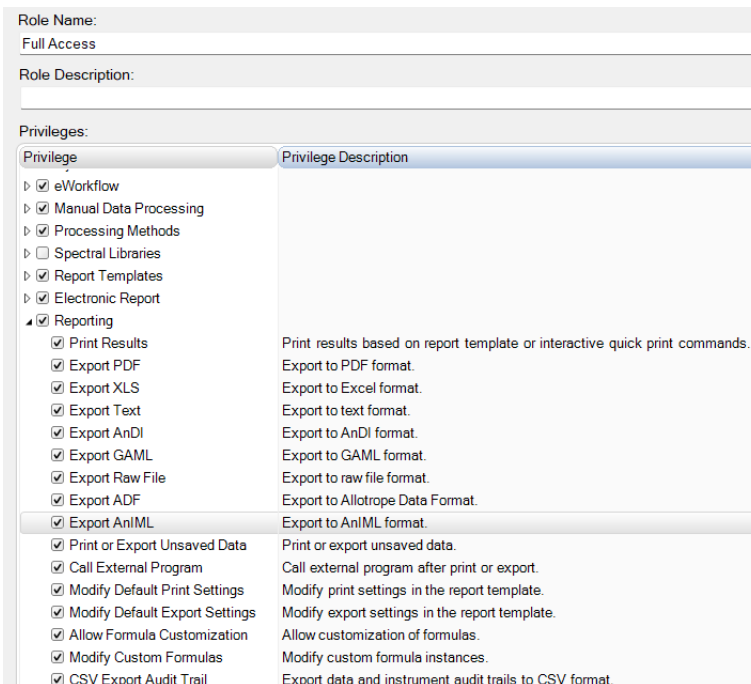 Role Name:
Full Access
Role Description:
Privileges:
Privilege Privilege Description
eWorkflow
Manual Data Processing
Processing Methods
Spectral Libraries
Report Templates
Electronic Report
Reporting
Print Results Print results based on report template or interactive quick print commands.
Export PDF Export to PDF format.
Export XLS Export to Excel format.
Export Text Export to text format.
Export AnDI Export to AnDI format.
Export GAML Export to GAML format.
Export Raw File Export to raw file format.
Export ADF Export to Allotrope Data Format.
Export AnIML Export to AnIML format.
Print or Export Unsaved Data Print or export unsaved data.
Call External Program Call external program after print or export.
Modify Default Print Settings Modify print settings in the report template.
Modify Default Export Settings Modify export settings in the report template.
Allow Formula Customization Allow customization of formulas.
Modify Custom Formulas Modify custom formula instances.
CSV Export Audit Trail Export data and instrument audit trails to CSV format.